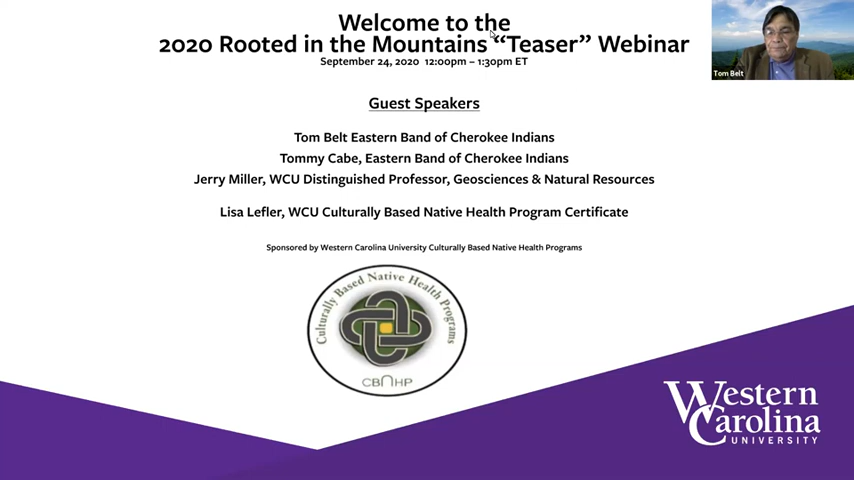 Welcome to the
2020 Rooted in the Mountains “Teaser” Webinar
September 24, 2020 12:00pm – 1:30pm ET
Tom Belt
Guest Speakers
Tom Belt Eastern Band of Cherokee Indians
Tommy Cabe, Eastern Band of Cherokee Indians
Jerry Miller, WCU Distinguished Professor, Geosciences & Natural Resources
Lisa Lefler, WCU Culturally Based Native Health Program Certificate
Sponsored by Western Carolina University Culturally Based Native Health Programs
Culturally Based Native Health Programs
CBNHP
Western
Carolina
UNIVERSITY